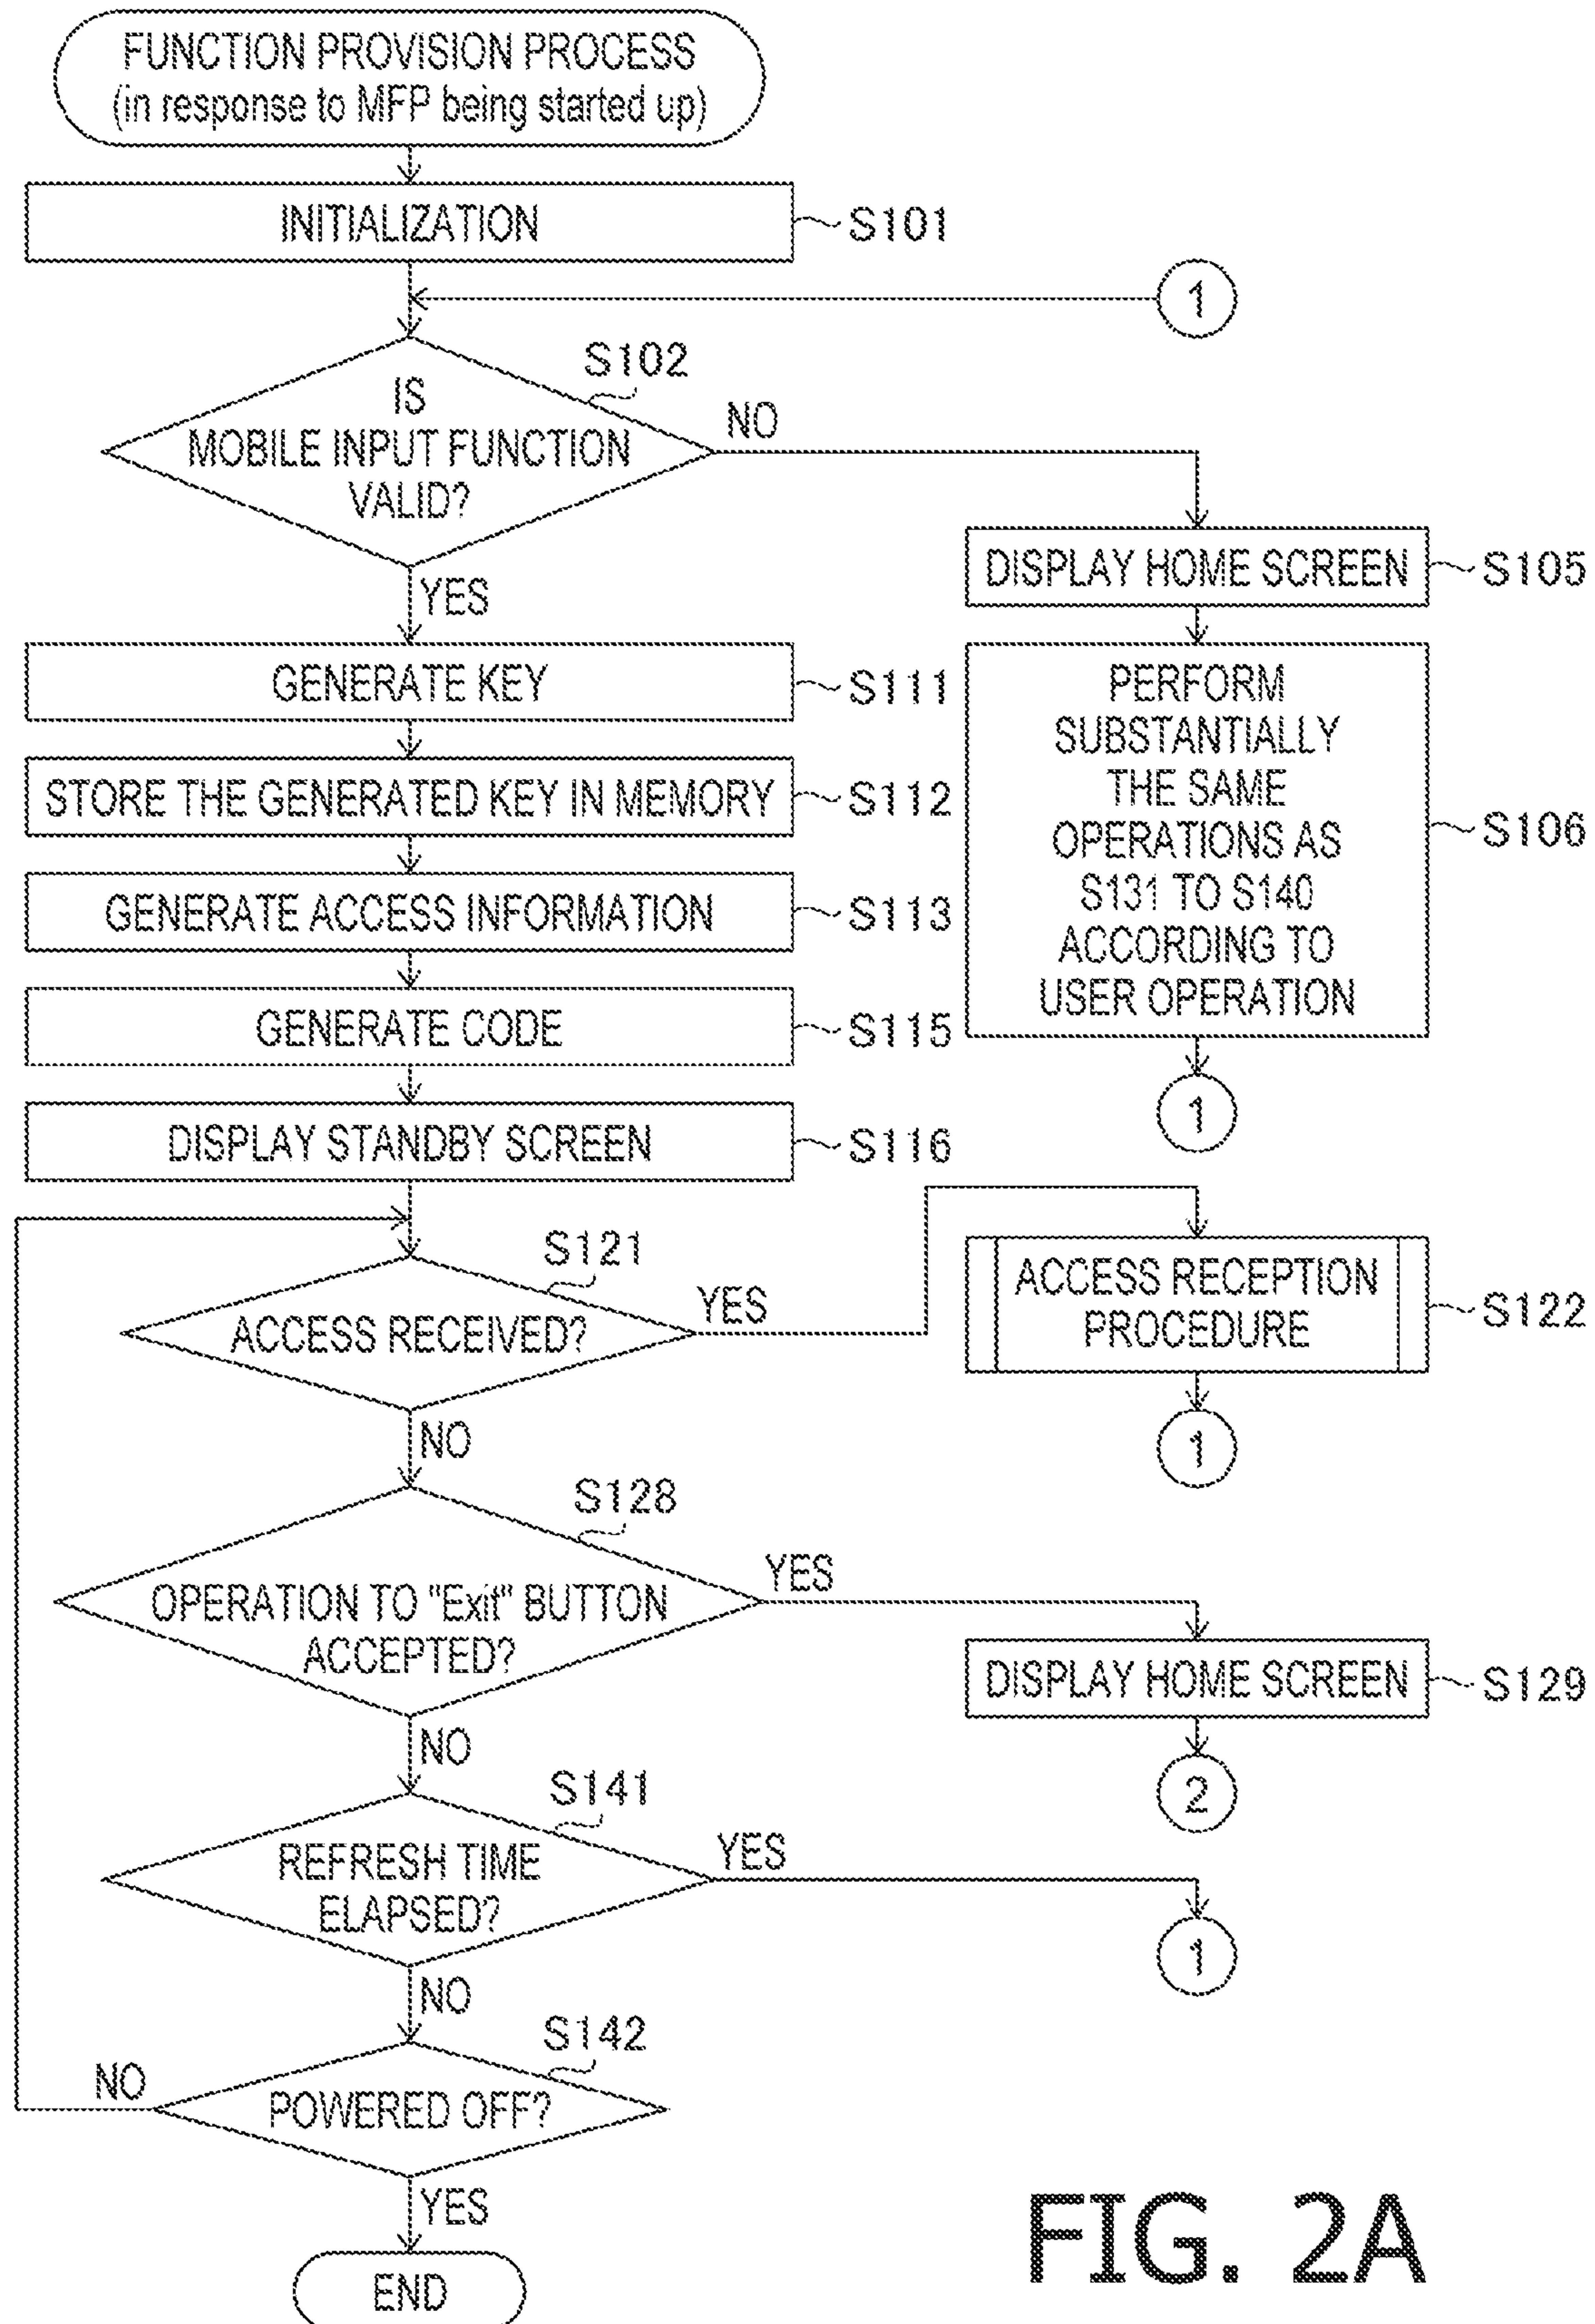 FUNCTION PROVISION PROCESS
(in response to MFP being started up)
INITIALIZATION
S101
1
S102
IS
MOBILE INPUT FUNCTION
VALID?
NO
YES
DISPLAY HOME SCREEN
S105
GENERATE KEY
S111
STORE THE GENERATED KEY IN MEMORY
S112
GENERATE ACCESS INFORMATION
S113
GENERATE CODE
S115
DISPLAY STANDBY SCREEN
S116
PERFORM
SUBSTANTIALLY
THE SAME
OPERATIONS AS
S131 TO S140
ACCORDING TO
USER OPERATION
S106
1
S121
ACCESS RECEIVED?
YES
NO
ACCESS RECEPTION
PROCEDURE
S122
1
S128
OPERATION TO "Exit" BUTTON
ACCEPTED?
YES
NO
DISPLAY HOME SCREEN
S129
2
S141
REFRESH TIME
ELAPSED?
YES
NO
1
S142
POWERED OFF?
NO
YES
END
FIG. 2A